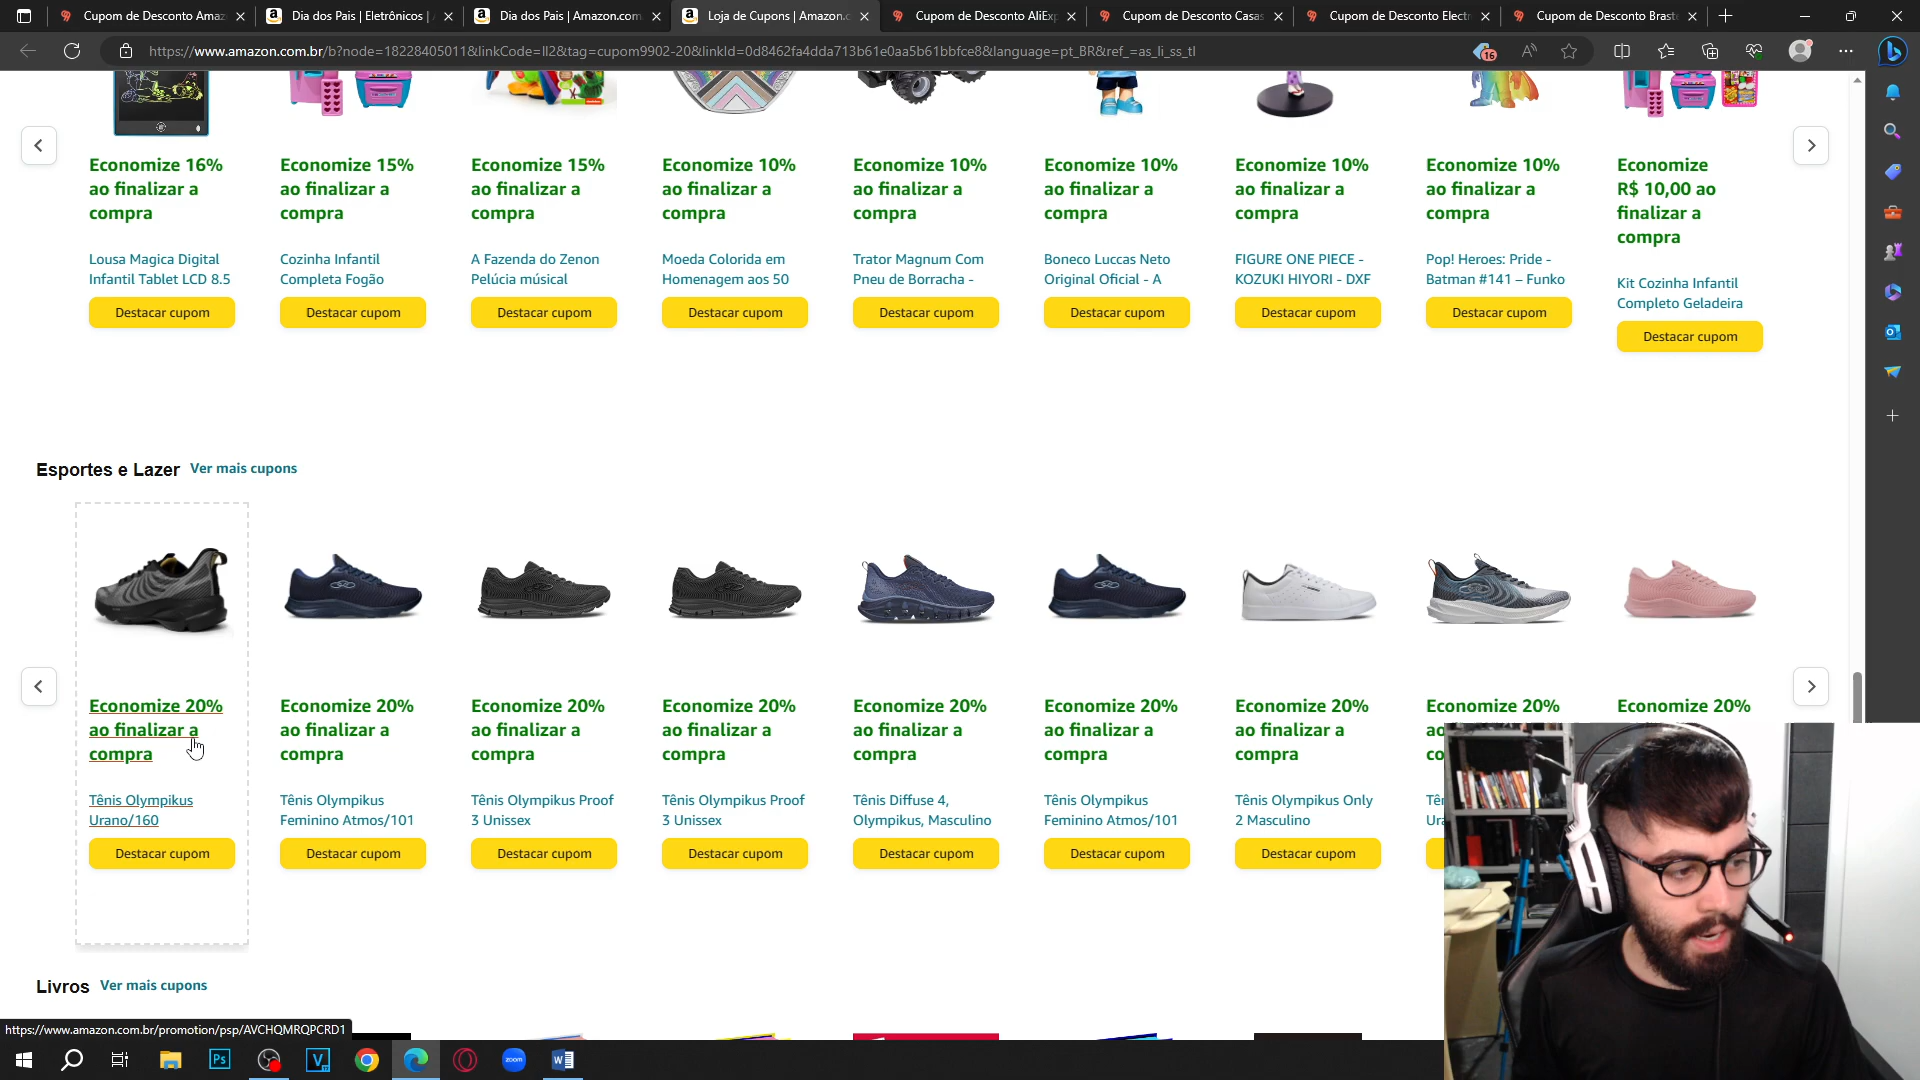 Cupom de Desconto Ama
Dia dos Pais | Eletrônicos |
Dia dos Pais | Amazon.com
Loja de Cupons | Amazon.c
Cupom de Desconto AliEx
Cupom de Desconto Casas
Cupom de Desconto Elect
Cupom de Desconto Brast
https://www.amazon.com.br/b?node=18228405011&linkCode=ll2&tag=cupom9902-20&linkId=0d8462fa4dda713b61e0aa5b61bbfce8&language=pt_BR&ref_=as_li_ss_tl
16
Economize 16%
ao finalizar a
compra
Lousa Magica Digital
Infantil Tablet LCD 8.5
Destacar cupom
Economize 15%
ao finalizar a
compra
Cozinha Infantil
Completa Fogão
Destacar cupom
Economize 15%
ao finalizar a
compra
A Fazenda do Zenon
Pelúcia músical
Destacar cupom
Economize 10%
ao finalizar a
compra
Moeda Colorida em
Homenagem aos 50
Destacar cupom
Economize 10%
ao finalizar a
compra
Trator Magnum Com
Pneu de Borracha -
Destacar cupom
Economize 10%
ao finalizar a
compra
Boneco Luccas Neto
Original Oficial - A
Destacar cupom
Economize 10%
ao finalizar a
compra
FIGURE ONE PIECE -
KOZUKI HIYORI - DXF
Destacar cupom
Economize 10%
ao finalizar a
compra
Pop! Heroes: Pride -
Batman #141 – Funko
Destacar cupom
Economize
R$ 10,00 ao
finalizar a
compra
Kit Cozinha Infantil
Completo Geladeira
Destacar cupom
Esportes e Lazer Ver mais cupons
Economize 20%
ao finalizar a
compra
Tênis Olympikus
Urano/160
Destacar cupom
Economize 20%
ao finalizar a
compra
Tênis Olympikus
Feminino Atmos/101
Destacar cupom
Economize 20%
ao finalizar a
compra
Tênis Olympikus Proof
3 Unissex
Destacar cupom
Economize 20%
ao finalizar a
compra
Tênis Olympikus Proof
3 Unissex
Destacar cupom
Economize 20%
ao finalizar a
compra
Tênis Diffuse 4,
Olympikus, Masculino
Destacar cupom
Economize 20%
ao finalizar a
compra
Tênis Olympikus
Feminino Atmos/101
Destacar cupom
Economize 20%
ao finalizar a
compra
Tênis Olympikus Only
2 Masculino
Destacar cupom
Economize 20%
ao
co
Tên
Ura
Economize 20%
Livros Ver mais cupons
https://www.amazon.com.br/promotion/psp/AVCHQMRQPCRD1
Ps
V
zoom
W